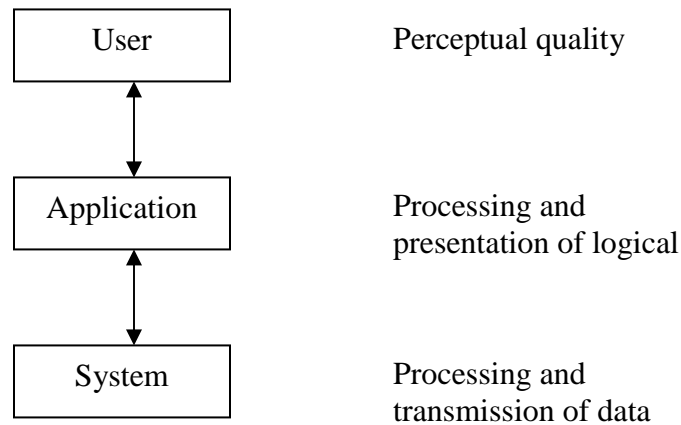 User
Perceptual quality
Application
Processing and
presentation of logical
System
Processing and
transmission of data